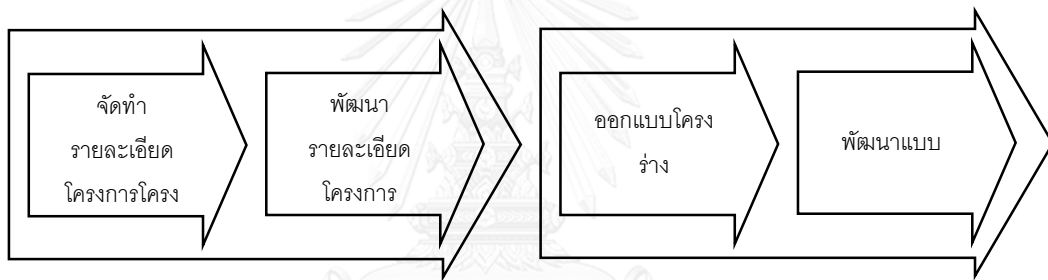 จัดทำ
รายละเอียด
โครงการโครง
พัฒนา
รายละเอียด
โครงการ
ออกแบบโครง
ร่าง
พัฒนาแบบ